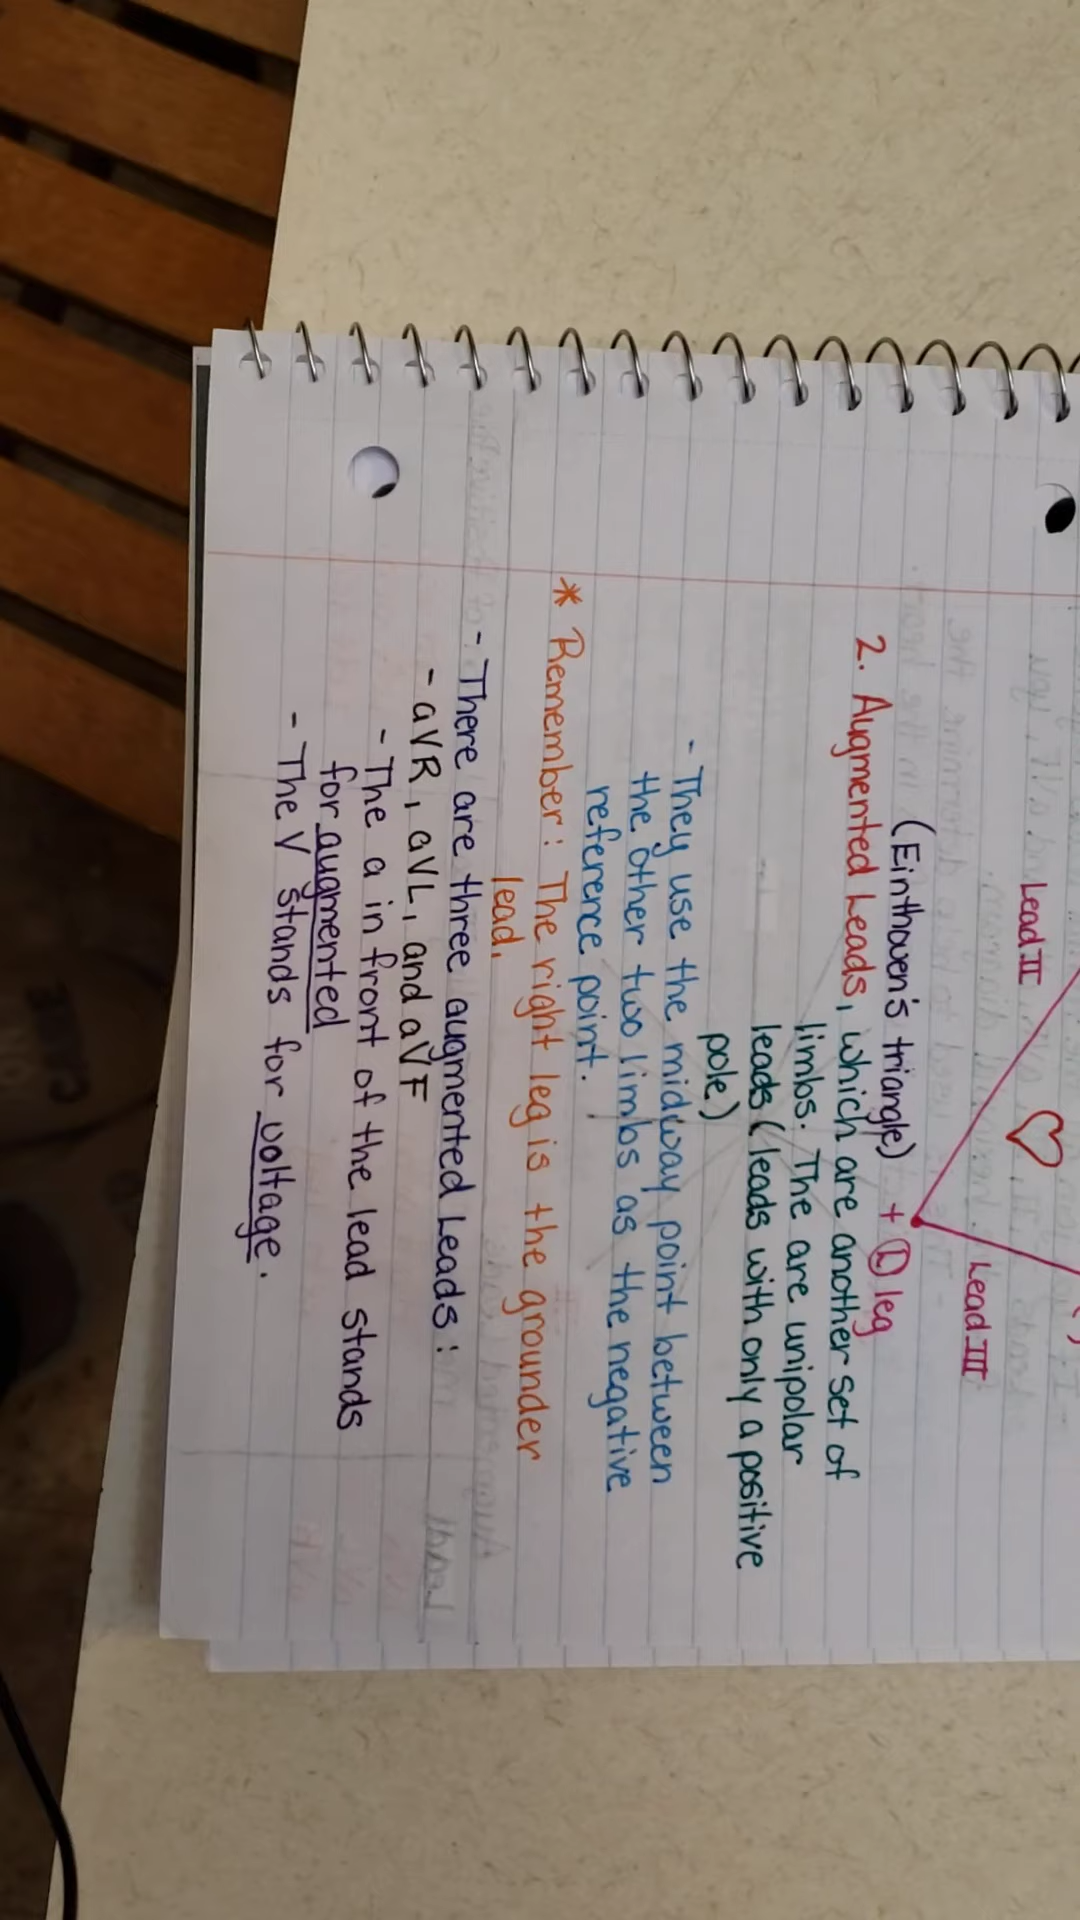 Lead II
Lead III
(Einthoven's triangle)
+ Ⓛ leg
2. Augmented Leads, which are another set of
limbs. The are unipolar
leads (leads with only a positive
pole)
- They use the midway point between
the other two limbs as the negative
reference point.
* Remember: The right leg is the grounder
lead.
- There are three augmented Leads:
- aVR, aVL, and aVF
- The a in front of the lead stands
for augmented
- The V stands for voltage.